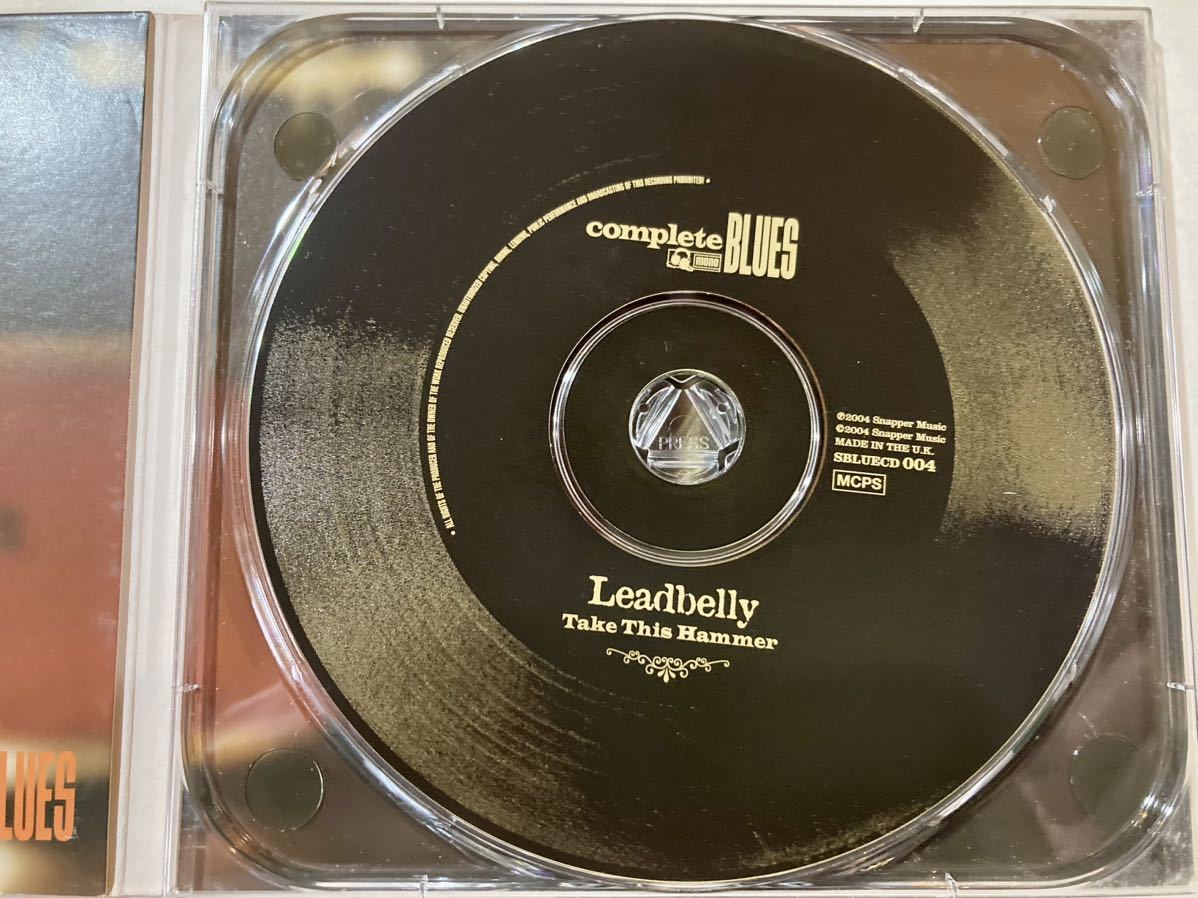 • ALL RIGHTS OF THE PRODUCER AND OF THE OWNER OF THE WORK REPRODUCED RESERVED. UNAUTHORIZED COPYING, HIRING, LENDING, PUBLIC PERFORMANCE AND BROADCASTING OF THIS RECORDING PROHIBITED •
complete BLUES
mono
PRESS
℗2004 Snapper Music
©2004 Snapper Music
MADE IN THE U.K.
SBLUECD 004
MCPS
Leadbelly
Take This Hammer
LUES